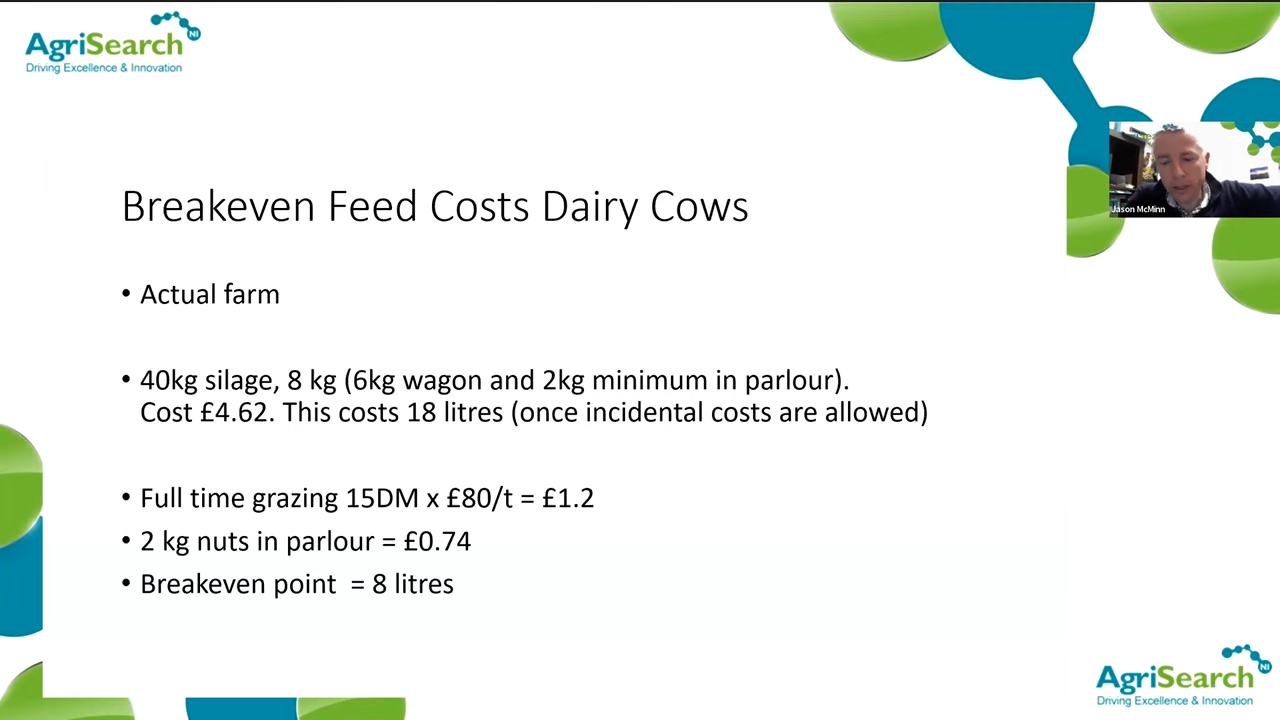 AgriSearch NI
Driving Excellence & Innovation
Jason McMinn
Breakeven Feed Costs Dairy Cows
• Actual farm
• 40kg silage, 8 kg (6kg wagon and 2kg minimum in parlour).
Cost £4.62. This costs 18 litres (once incidental costs are allowed)
• Full time grazing 15DM x £80/t = £1.2
• 2 kg nuts in parlour = £0.74
• Breakeven point = 8 litres
AgriSearch NI
Driving Excellence & Innovation